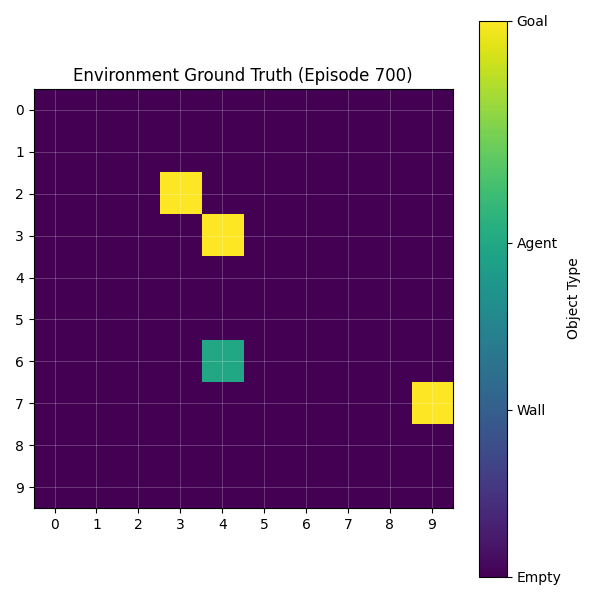 Environment Ground Truth (Episode 700)
0
1
2
3
4
5
6
7
8
9
0 1 2 3 4 5 6 7 8 9
Goal
Agent
Wall
Empty
Object Type